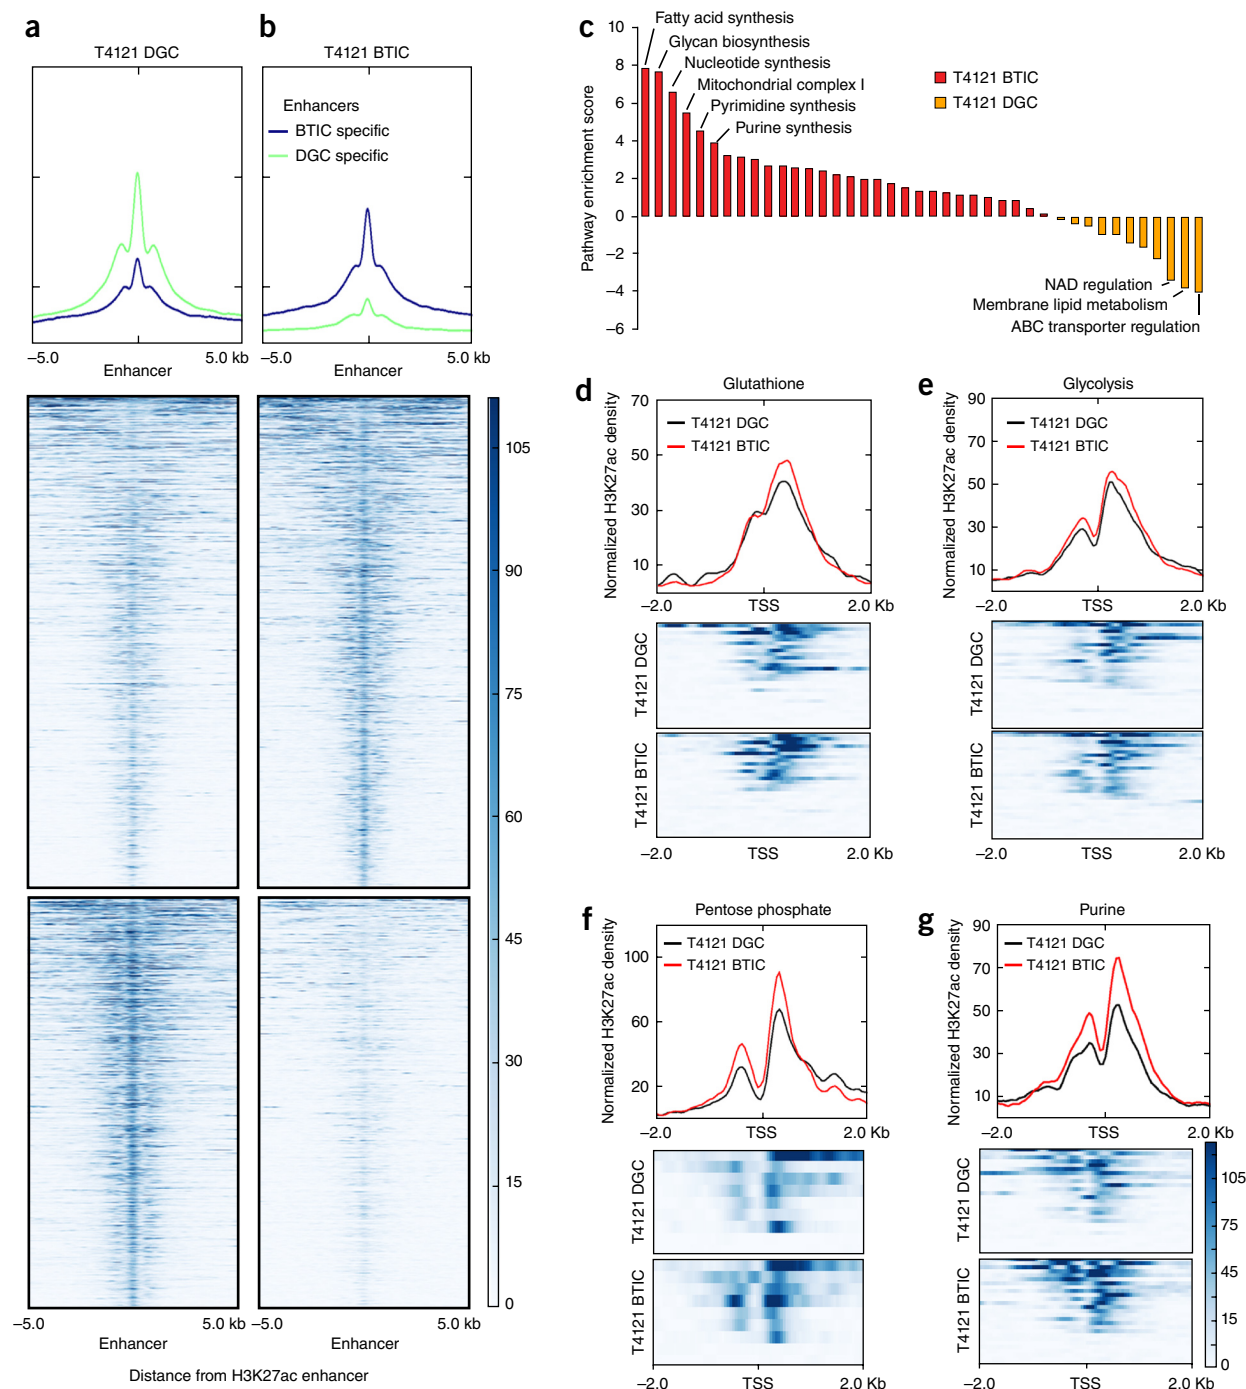 a
T4121 DGC
−5.0
5.0 kb
Enhancer
b
T4121 BTIC
Enhancers
BTIC specific
DGC specific
−5.0
5.0 kb
Enhancer
105
90
75
60
45
30
15
0
−5.0
5.0 kb
Enhancer
−5.0
5.0 kb
Enhancer
Distance from H3K27ac enhancer
c
Pathway enrichment score
10
8
6
4
2
0
−2
−4
−6
Fatty acid synthesis
Glycan biosynthesis
Nucleotide synthesis
Mitochondrial complex I
Pyrimidine synthesis
Purine synthesis
T4121 BTIC
T4121 DGC
NAD regulation
Membrane lipid metabolism
ABC transporter regulation
d
Glutathione
Normalized H3K27ac density
70
50
30
10
T4121 DGC
T4121 BTIC
−2.0
TSS
2.0 Kb
T4121 DGC
T4121 BTIC
−2.0
TSS
2.0 Kb
e
Glycolysis
Normalized H3K27ac density
90
70
50
30
10
T4121 DGC
T4121 BTIC
−2.0
TSS
2.0 Kb
T4121 DGC
T4121 BTIC
−2.0
TSS
2.0 Kb
f
Pentose phosphate
Normalized H3K27ac density
100
60
20
T4121 DGC
T4121 BTIC
−2.0
TSS
2.0 Kb
T4121 DGC
T4121 BTIC
−2.0
TSS
2.0 Kb
g
Purine
Normalized H3K27ac density
90
70
50
30
10
T4121 DGC
T4121 BTIC
−2.0
TSS
2.0 Kb
T4121 DGC
T4121 BTIC
−2.0
TSS
2.0 Kb
105
75
45
15
0